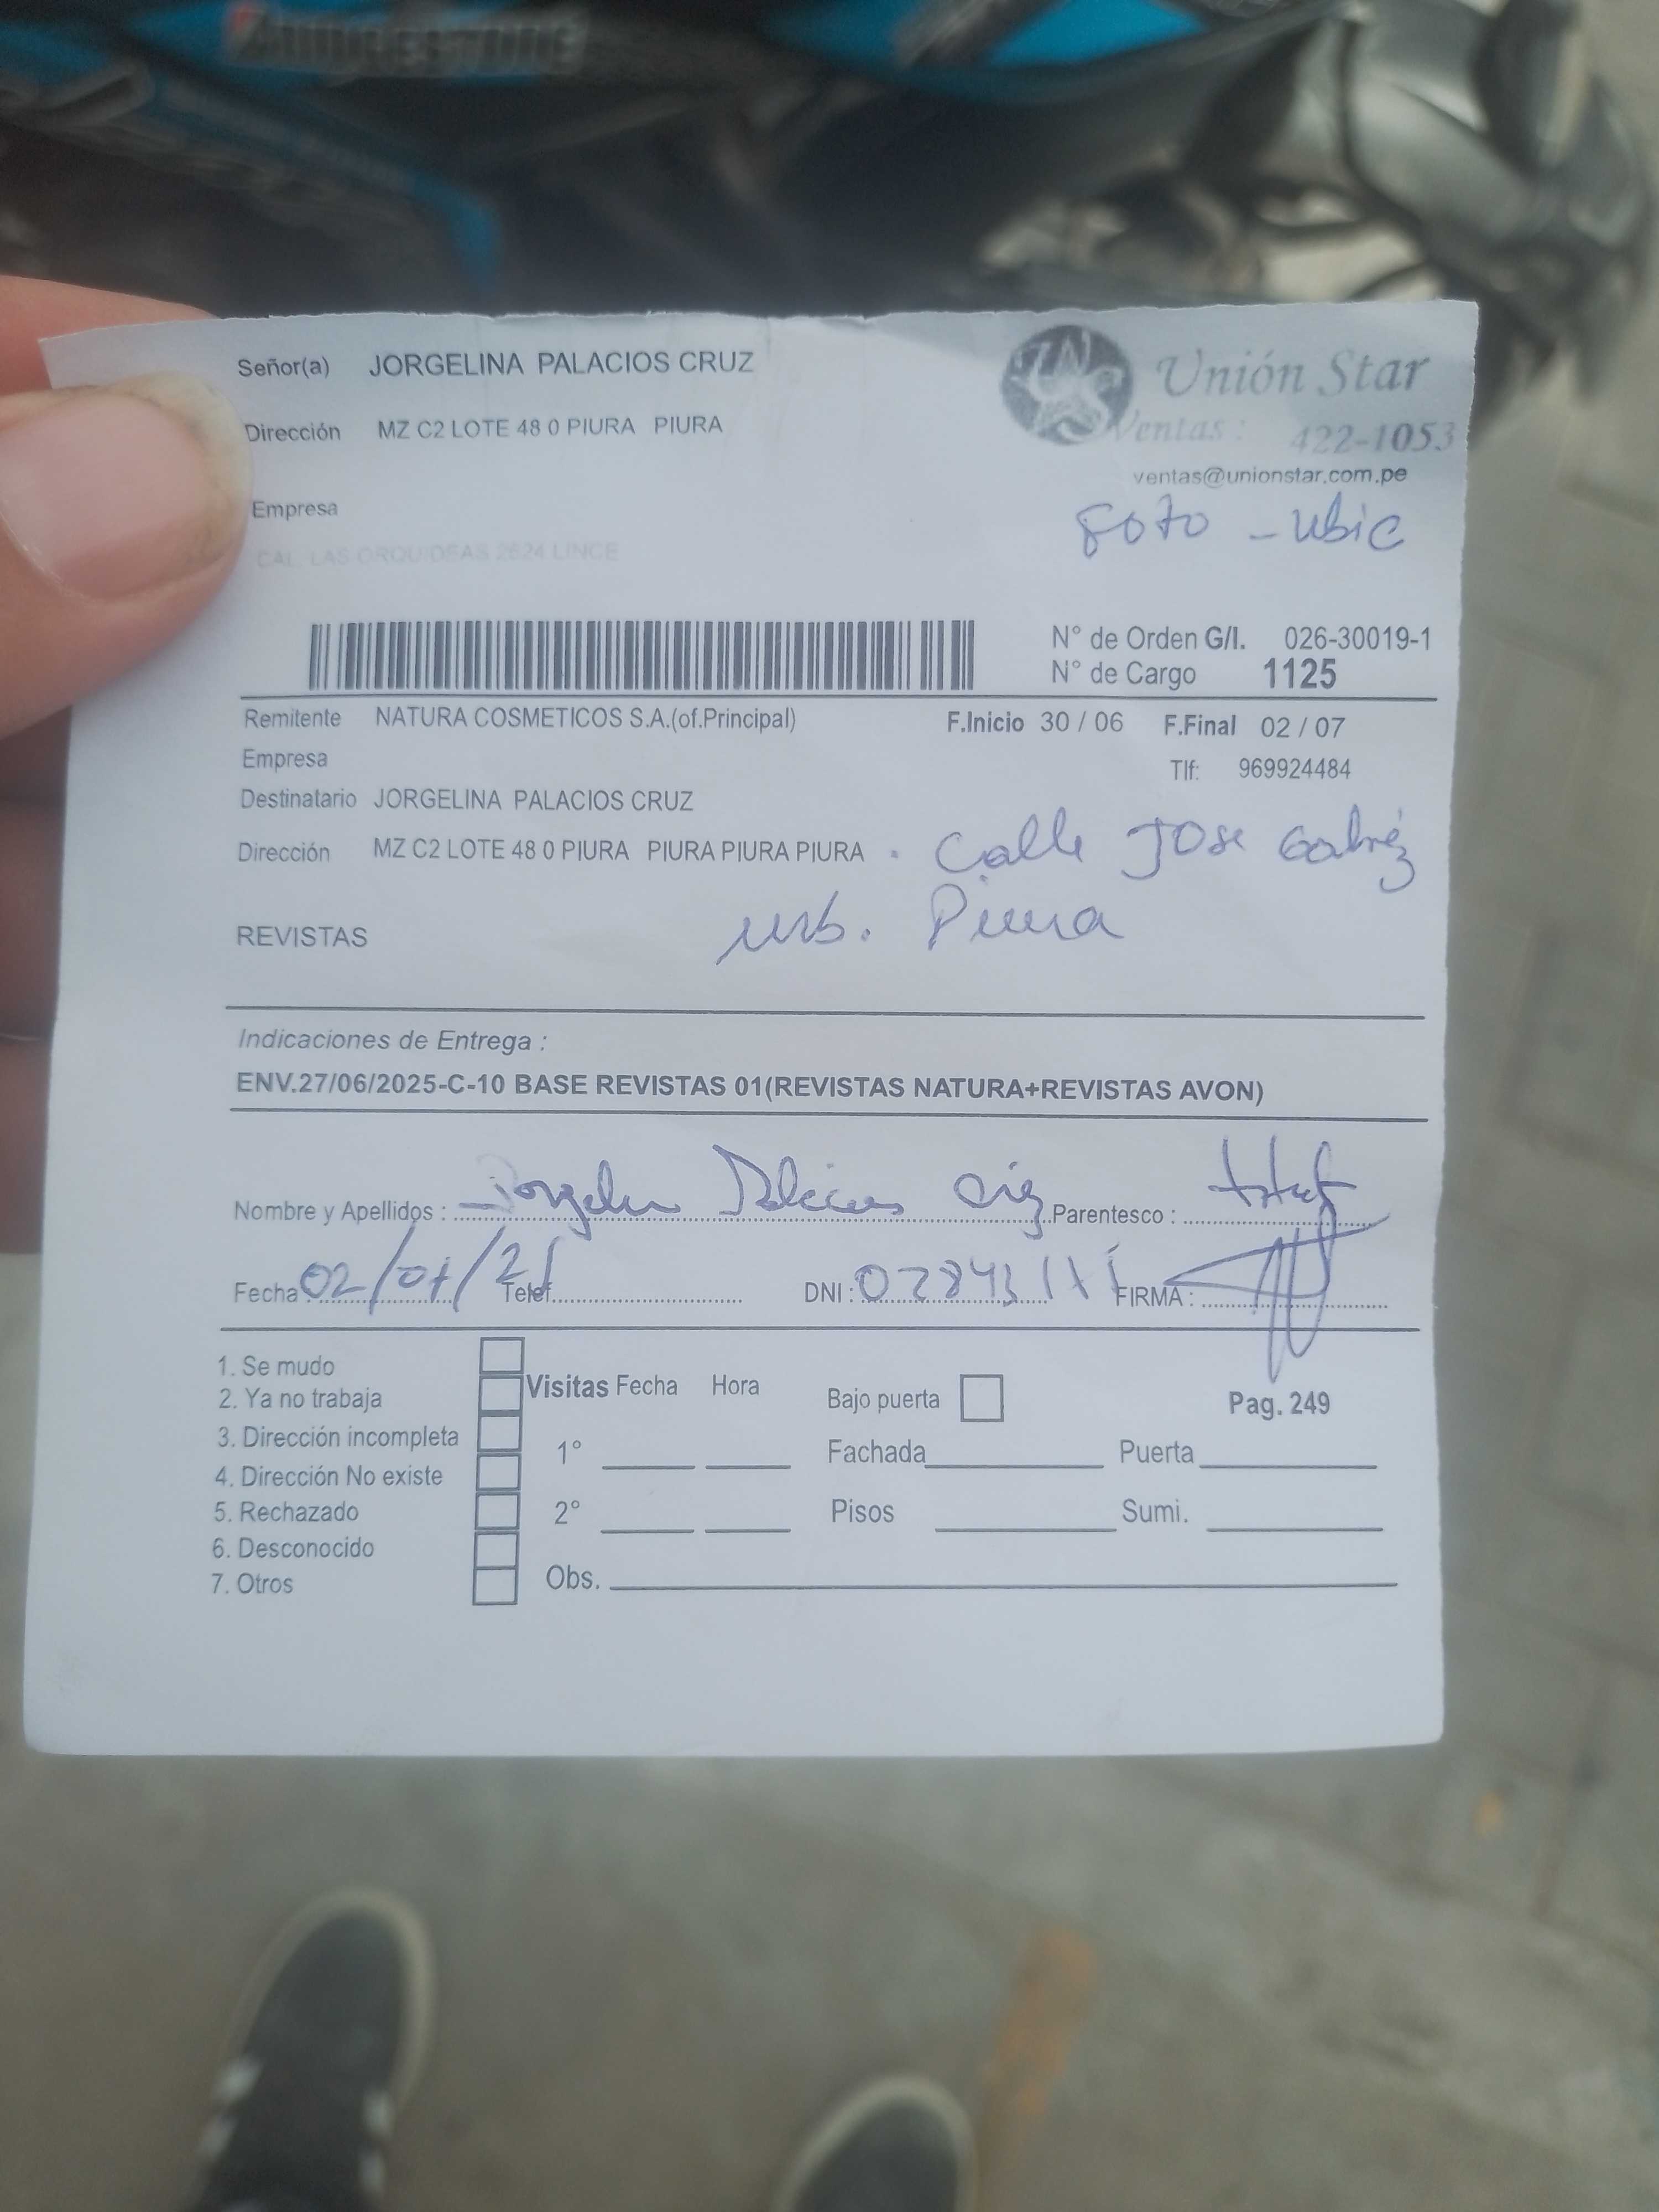 Señor(a) JORGELINA PALACIOS CRUZ
Unión Star
Dirección MZ C2 LOTE 48 0 PIURA PIURA
Ventas : 422-1053
ventas@unionstar.com.pe
Empresa
Foto - Ubic
CAL. LAS ORQUIDEAS 2624 LINCE
N° de Orden G/I. 026-30019-1
N° de Cargo 1125
Remitente NATURA COSMETICOS S.A.(of.Principal) F.Inicio 30 / 06 F.Final 02 / 07
Empresa Tlf: 969924484
Destinatario JORGELINA PALACIOS CRUZ
Dirección MZ C2 LOTE 48 0 PIURA PIURA PIURA PIURA . Calle Jose Galvez
REVISTAS urb. Piura
Indicaciones de Entrega :
ENV.27/06/2025-C-10 BASE REVISTAS 01(REVISTAS NATURA+REVISTAS AVON)
Nombre y Apellidos : Palacios Parentesco :
Fecha : 02/07/25 Telef. DNI : FIRMA :
1. Se mudo
2. Ya no trabaja Visitas Fecha Hora Bajo puerta Pag. 249
3. Dirección incompleta 1° Fachada Puerta
4. Dirección No existe
5. Rechazado 2° Pisos Sumi.
6. Desconocido
7. Otros Obs.